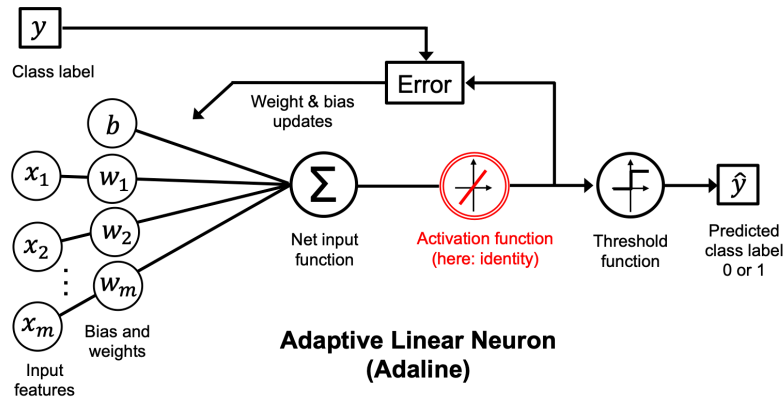 y
Class label
Error
Weight & bias
updates
b
x₁
w₁
x₂
w₂
⋮
xₘ
wₘ
Σ
Net input
function
Activation function
(here: identity)
Threshold
function
ŷ
Predicted
class label
0 or 1
Bias and
weights
Input
features
Adaptive Linear Neuron
(Adaline)